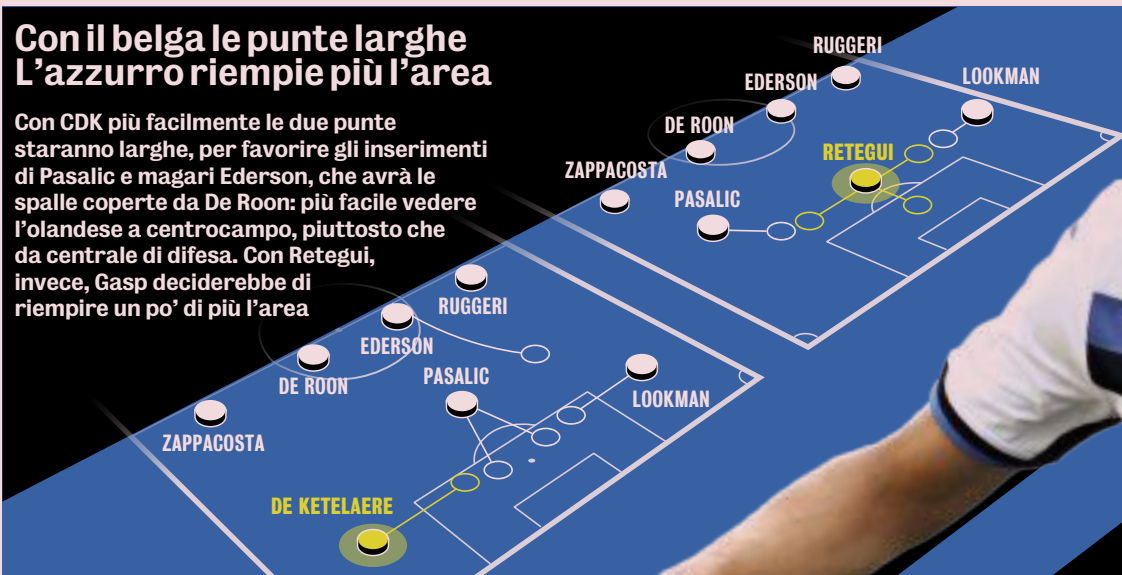 Con il belga le punte larghe
L'azzurro riempie più l'area
Con CDK più facilmente le due punte
staranno larghe, per favorire gli inserimenti
di Pasalic e magari Ederson, che avrà le
spalle coperte da De Roon: più facile vedere
l'olandese a centrocampo, piuttosto che
da centrale di difesa. Con Retegui,
invece, Gasp deciderebbe di
riempire un po' di più l'area
RUGGERI
EDERSON
LOOKMAN
DE ROON
RETEGUI
ZAPPACOSTA
PASALIC
RUGGERI
EDERSON
DE ROON
PASALIC
LOOKMAN
ZAPPACOSTA
DE KETELAERE